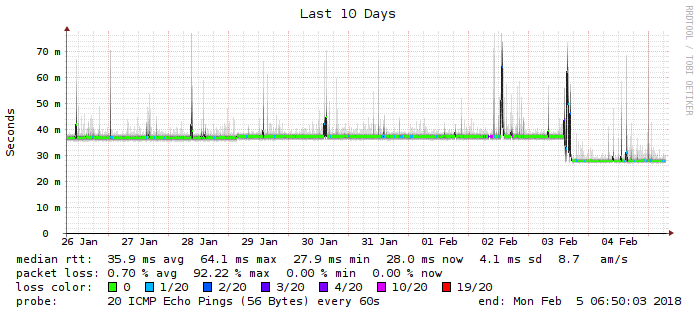 Last 10 Days
RRDTOOL / TOBI OETIKER
Seconds
70 m
60 m
50 m
40 m
30 m
20 m
10 m
0
26 Jan 27 Jan 28 Jan 29 Jan 30 Jan 31 Jan 01 Feb 02 Feb 03 Feb 04 Feb
median rtt: 35.9 ms avg 64.1 ms max 27.9 ms min 28.0 ms now 4.1 ms sd 8.7 am/s
packet loss: 0.70 % avg 92.22 % max 0.00 % min 0.00 % now
loss color: 0 1/20 2/20 3/20 4/20 10/20 19/20
probe: 20 ICMP Echo Pings (56 Bytes) every 60s end: Mon Feb 5 06:50:03 2018